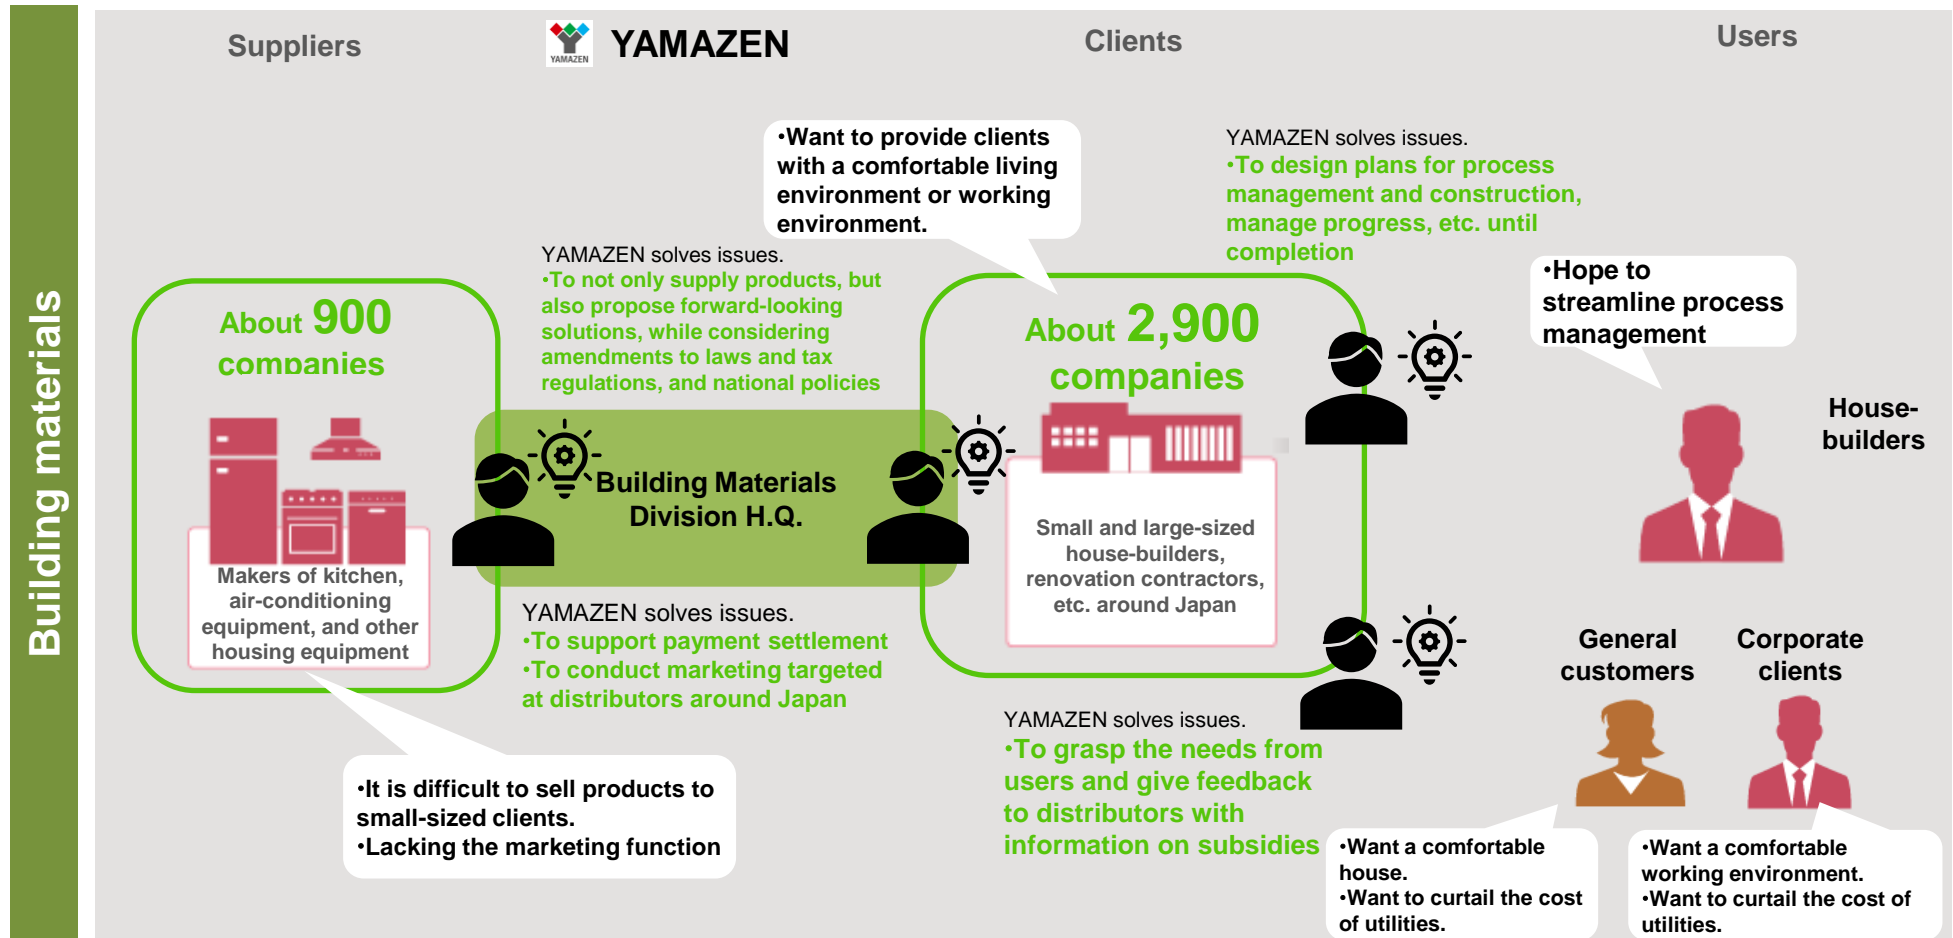 Building materials
Suppliers
YAMAZEN
YAMAZEN
Clients
Users
•Want to provide clients
with a comfortable living
environment or working
environment.
YAMAZEN solves issues.
•To design plans for process
management and construction,
manage progress, etc. until
completion
YAMAZEN solves issues.
•To not only supply products, but
also propose forward-looking
solutions, while considering
amendments to laws and tax
regulations, and national policies
•Hope to
streamline process
management
About 900
companies
About 2,900
companies
House-
builders
Building Materials
Division H.Q.
Small and large-sized
house-builders,
renovation contractors,
etc. around Japan
Makers of kitchen,
air-conditioning
equipment, and other
housing equipment
YAMAZEN solves issues.
•To support payment settlement
•To conduct marketing targeted
at distributors around Japan
General
customers
Corporate
clients
YAMAZEN solves issues.
•To grasp the needs from
users and give feedback
to distributors with
information on subsidies
•It is difficult to sell products to
small-sized clients.
•Lacking the marketing function
•Want a comfortable
house.
•Want to curtail the cost
of utilities.
•Want a comfortable
working environment.
•Want to curtail the cost of
utilities.